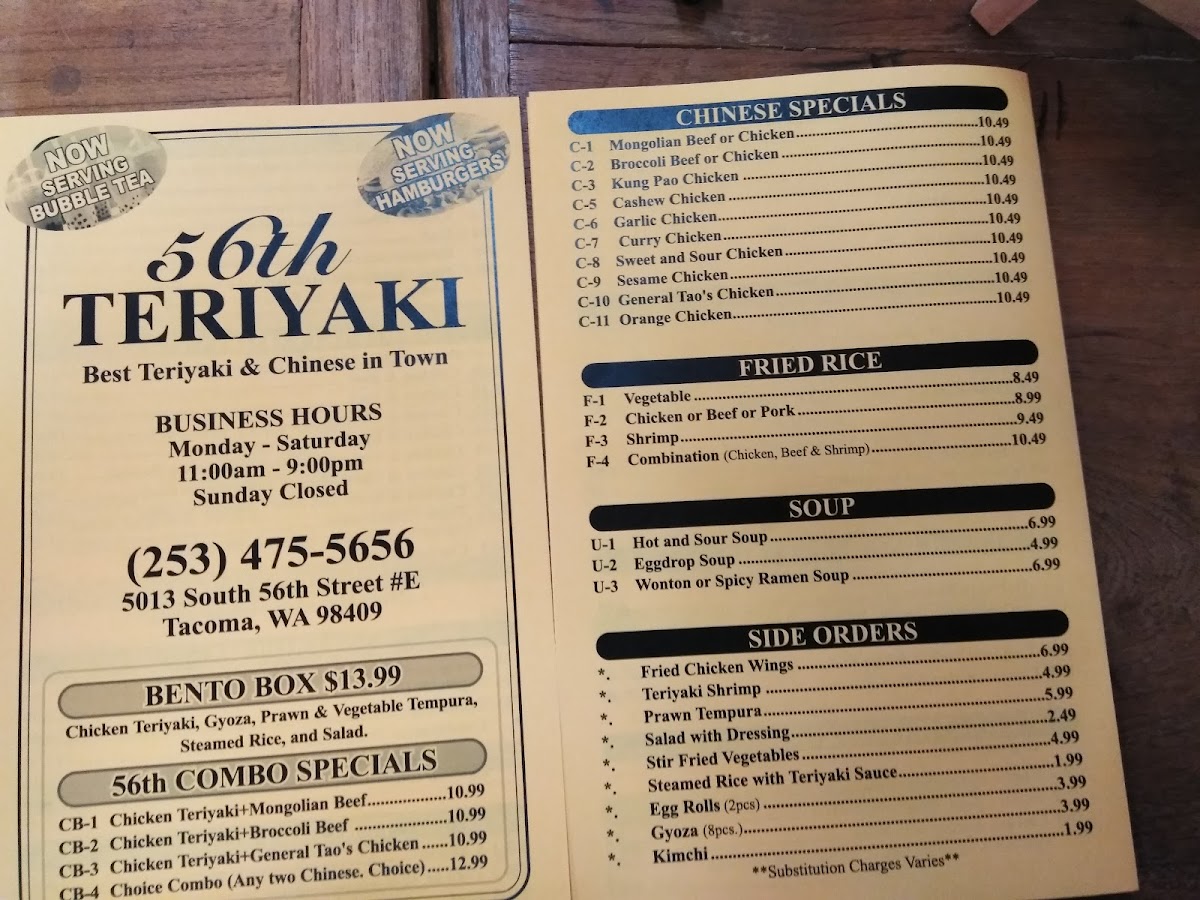 NOW
SERVING
BUBBLE TEA
NOW
SERVING
HAMBURGERS
56th
TERIYAKI
Best Teriyaki & Chinese in Town
BUSINESS HOURS
Monday - Saturday
11:00am - 9:00pm
Sunday Closed
(253) 475-5656
5013 South 56th Street #E
Tacoma, WA 98409
BENTO BOX $13.99
Chicken Teriyaki, Gyoza, Prawn & Vegetable Tempura,
Steamed Rice, and Salad.
56th COMBO SPECIALS
CB-1 Chicken Teriyaki+Mongolian Beef..................10.99
CB-2 Chicken Teriyaki+Broccoli Beef ..................10.99
CB-3 Chicken Teriyaki+General Tao's Chicken ......10.99
CB-4 Choice Combo (Any two Chinese. Choice).....12.99
CHINESE SPECIALS
C-1 Mongolian Beef or Chicken........................................10.49
C-2 Broccoli Beef or Chicken ...........................................10.49
C-3 Kung Pao Chicken ....................................................10.49
C-5 Cashew Chicken .......................................................10.49
C-6 Garlic Chicken..........................................................10.49
C-7 Curry Chicken..........................................................10.49
C-8 Sweet and Sour Chicken............................................10.49
C-9 Sesame Chicken.........................................................10.49
C-10 General Tao's Chicken..............................................10.49
C-11 Orange Chicken.......................................................10.49
FRIED RICE
F-1 Vegetable ....................................................................8.49
F-2 Chicken or Beef or Pork...............................................8.99
F-3 Shrimp........................................................................9.49
F-4 Combination (Chicken, Beef & Shrimp)..............................10.49
SOUP
U-1 Hot and Sour Soup......................................................6.99
U-2 Eggdrop Soup .............................................................4.99
U-3 Wonton or Spicy Ramen Soup ......................................6.99
SIDE ORDERS
*. Fried Chicken Wings ....................................................6.99
*. Teriyaki Shrimp ...........................................................4.99
*. Prawn Tempura............................................................5.99
*. Salad with Dressing.......................................................2.49
*. Stir Fried Vegetables.....................................................4.99
*. Steamed Rice with Teriyaki Sauce..................................1.99
*. Egg Rolls (2pcs) ...........................................................3.99
*. Gyoza (8pcs.)................................................................3.99
*. Kimchi.........................................................................1.99
**Substitution Charges Varies**